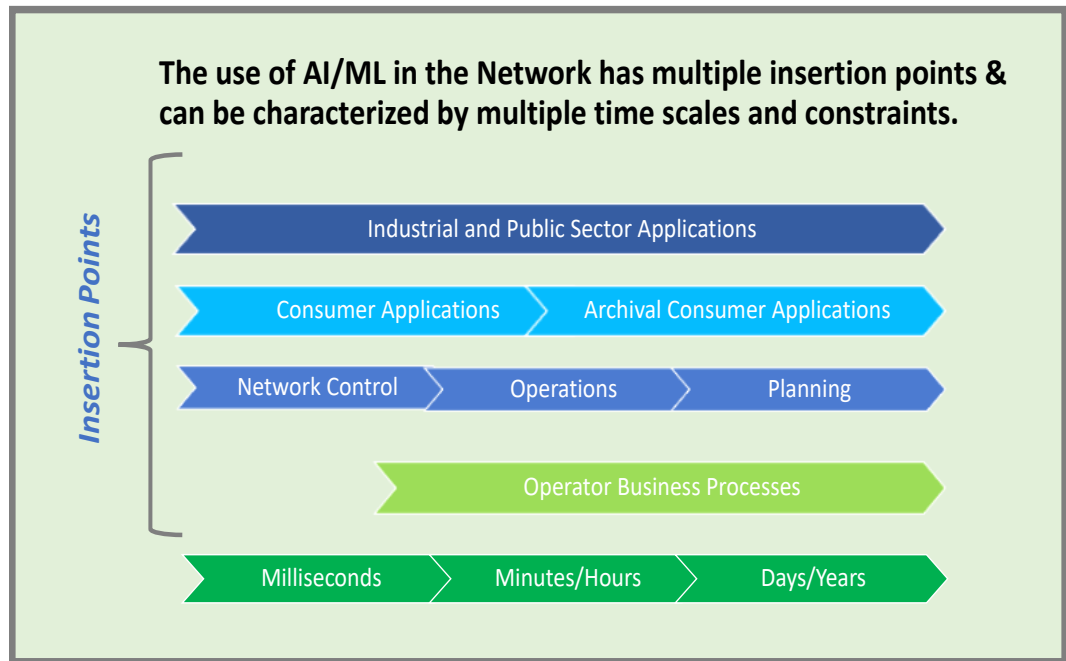 The use of AI/ML in the Network has multiple insertion points &
can be characterized by multiple time scales and constraints.
Insertion Points
Industrial and Public Sector Applications
Consumer Applications
Archival Consumer Applications
Network Control
Operations
Planning
Operator Business Processes
Milliseconds
Minutes/Hours
Days/Years